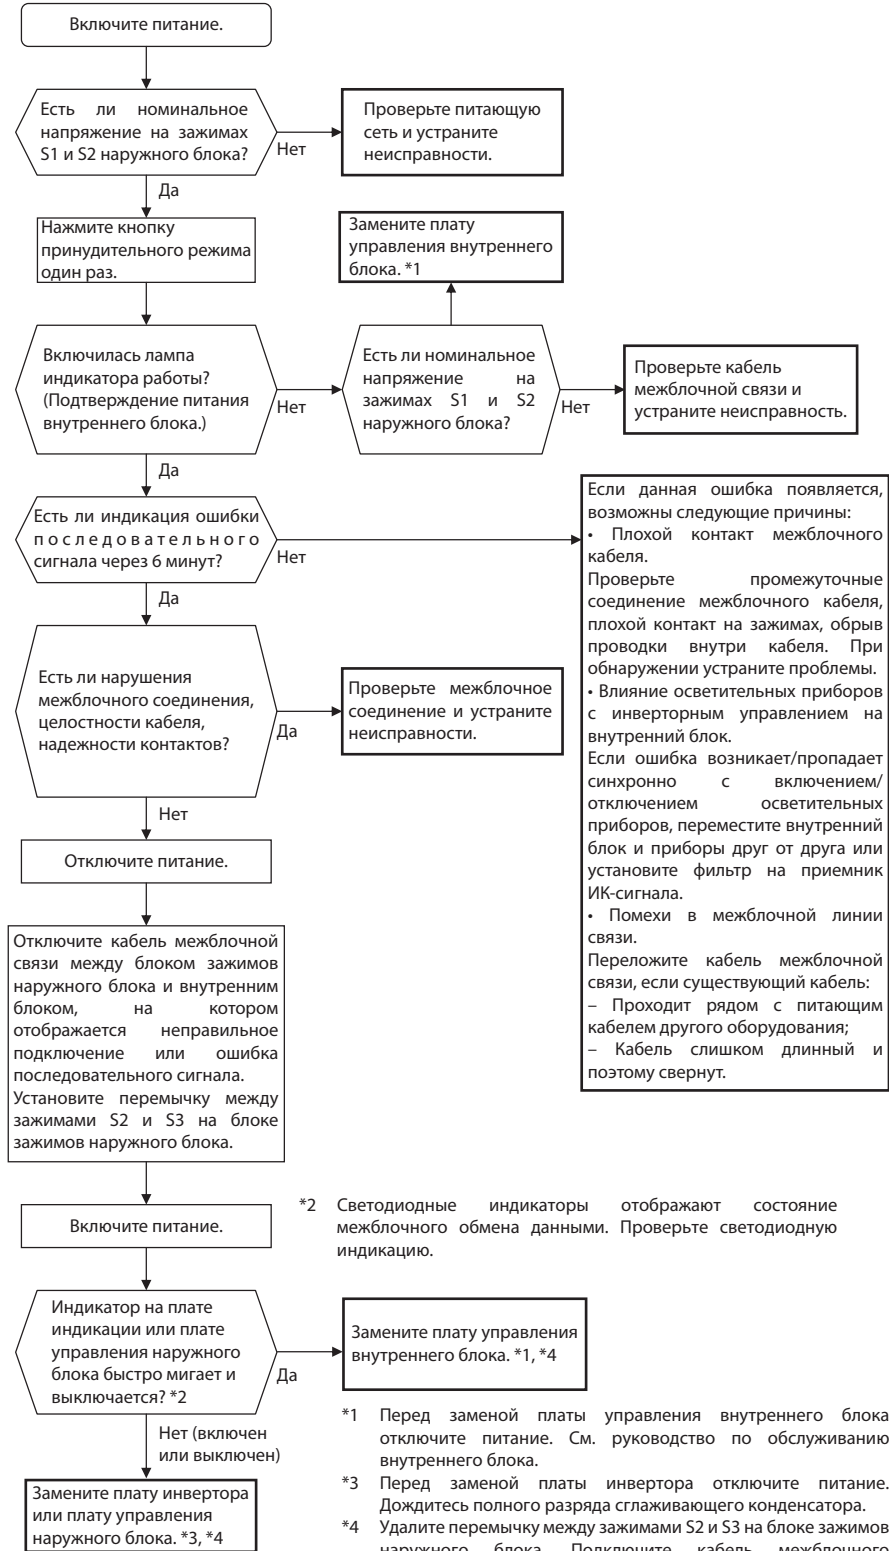 Включите питание.
Есть ли номинальное
напряжение на зажимах
S1 и S2 наружного блока?
Нет
Проверьте питающую
сеть и устраните
неисправности.
Да
Нажмите кнопку
принудительного режима
один раз.
Замените плату
управления внутреннего
блока. *1
Включилась лампа
индикатора работы?
(Подтверждение питания
внутреннего блока.)
Нет
Есть ли номинальное
напряжение на
зажимах S1 и S2
наружного блока?
Нет
Проверьте кабель
межблочной связи и
устраните неисправность.
Да
Есть ли индикация ошибки
последовательного
сигнала через 6 минут?
Нет
Если данная ошибка появляется,
возможны следующие причины:
• Плохой контакт межблочного
кабеля.
Проверьте промежуточные
соединение межблочного кабеля,
плохой контакт на зажимах, обрыв
проводки внутри кабеля. При
обнаружении устраните проблемы.
• Влияние осветительных приборов
с инверторным управлением на
внутренний блок.
Если ошибка возникает/пропадает
синхронно с включением/
отключением осветительных
приборов, переместите внутренний
блок и приборы друг от друга или
установите фильтр на приемник
ИК-сигнала.
• Помехи в межблочной линии
связи.
Переложите кабель межблочной
связи, если существующий кабель:
– Проходит рядом с питающим
кабелем другого оборудования;
– Кабель слишком длинный и
поэтому свернут.
Да
Есть ли нарушения
межблочного соединения,
целостности кабеля,
надежности контактов?
Да
Проверьте межблочное
соединение и устраните
неисправности.
Нет
Отключите питание.
Отключите кабель межблочной
связи между блоком зажимов
наружного блока и внутренним
блоком, на котором
отображается неправильное
подключение или ошибка
последовательного сигнала.
Установите перемычку между
зажимами S2 и S3 на блоке
зажимов наружного блока.
Включите питание.
*2 Светодиодные индикаторы отображают состояние
межблочного обмена данными. Проверьте светодиодную
индикацию.
Индикатор на плате
индикации или плате
управления наружного
блока быстро мигает и
выключается? *2
Да
Замените плату управления
внутреннего блока. *1, *4
Нет (включен
или выключен)
Замените плату инвертора
или плату управления
наружного блока. *3, *4
*1 Перед заменой платы управления внутреннего блока
отключите питание. См. руководство по обслуживанию
внутреннего блока.
*3 Перед заменой платы инвертора отключите питание.
Дождитесь полного разряда сглаживающего конденсатора.
*4 Удалите перемычку между зажимами S2 и S3 на блоке зажимов
наружного блока. Подключите кабель межблочного